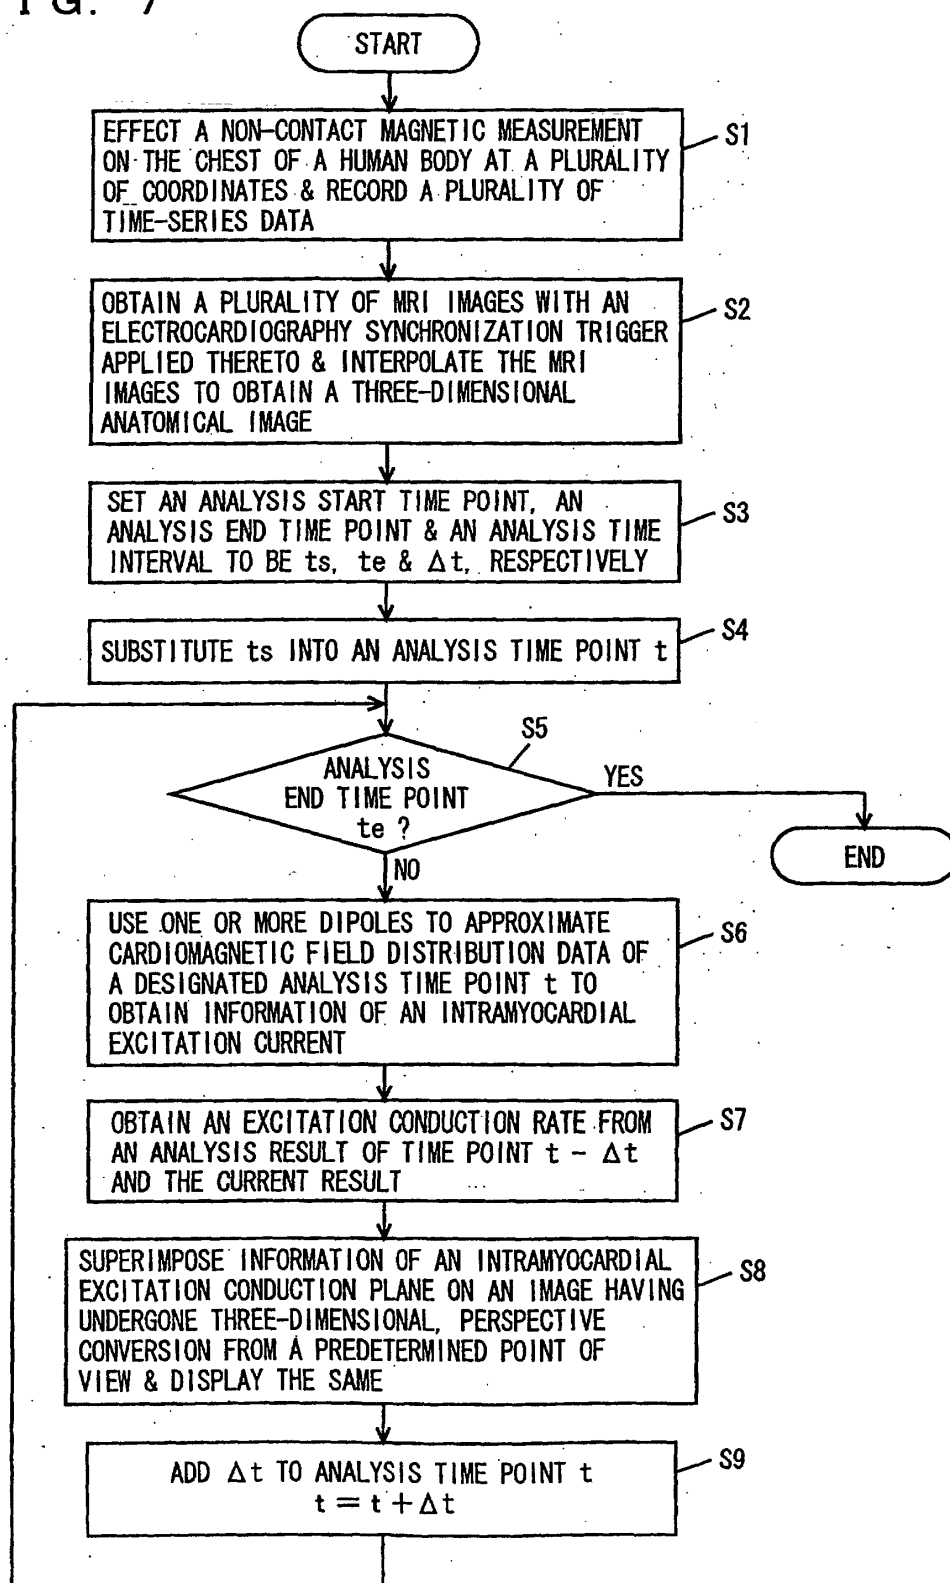 FG. 7
START
EFFECT A NON-CONTACT MAGNETIC MEASUREMENT
ON THE CHEST OF A HUMAN BODY AT A PLURALITY
OF COORDINATES & RECORD A PLURALITY OF
TIME-SERIES DATA
S1
OBTAIN A PLURALITY OF MRI IMAGES WITH AN
ELECTROCARDIOGRAPHY SYNCHRONIZATION TRIGGER
APPLIED THERETO & INTERPOLATE THE MRI
IMAGES TO OBTAIN A THREE-DIMENSIONAL
ANATOMICAL IMAGE
S2
SET AN ANALYSIS START TIME POINT, AN
ANALYSIS END TIME POINT & AN ANALYSIS TIME
INTERVAL TO BE ts, te & Δt, RESPECTIVELY
S3
SUBSTITUTE ts INTO AN ANALYSIS TIME POINT t
S4
S5
ANALYSIS
END TIME POINT
te ?
YES
END
NO
USE ONE OR MORE DIPOLES TO APPROXIMATE
CARDIOMAGNETIC FIELD DISTRIBUTION DATA OF
A DESIGNATED ANALYSIS TIME POINT t TO
OBTAIN INFORMATION OF AN INTRAMYOCARDIAL
EXCITATION CURRENT
S6
OBTAIN AN EXCITATION CONDUCTION RATE FROM
AN ANALYSIS RESULT OF TIME POINT t - Δt
AND THE CURRENT RESULT
S7
SUPERIMPOSE INFORMATION OF AN INTRAMYOCARDIAL
EXCITATION CONDUCTION PLANE ON AN IMAGE HAVING
UNDERGONE THREE-DIMENSIONAL, PERSPECTIVE
CONVERSION FROM A PREDETERMINED POINT OF
VIEW & DISPLAY THE SAME
S8
ADD Δt TO ANALYSIS TIME POINT t
t = t + Δt
S9